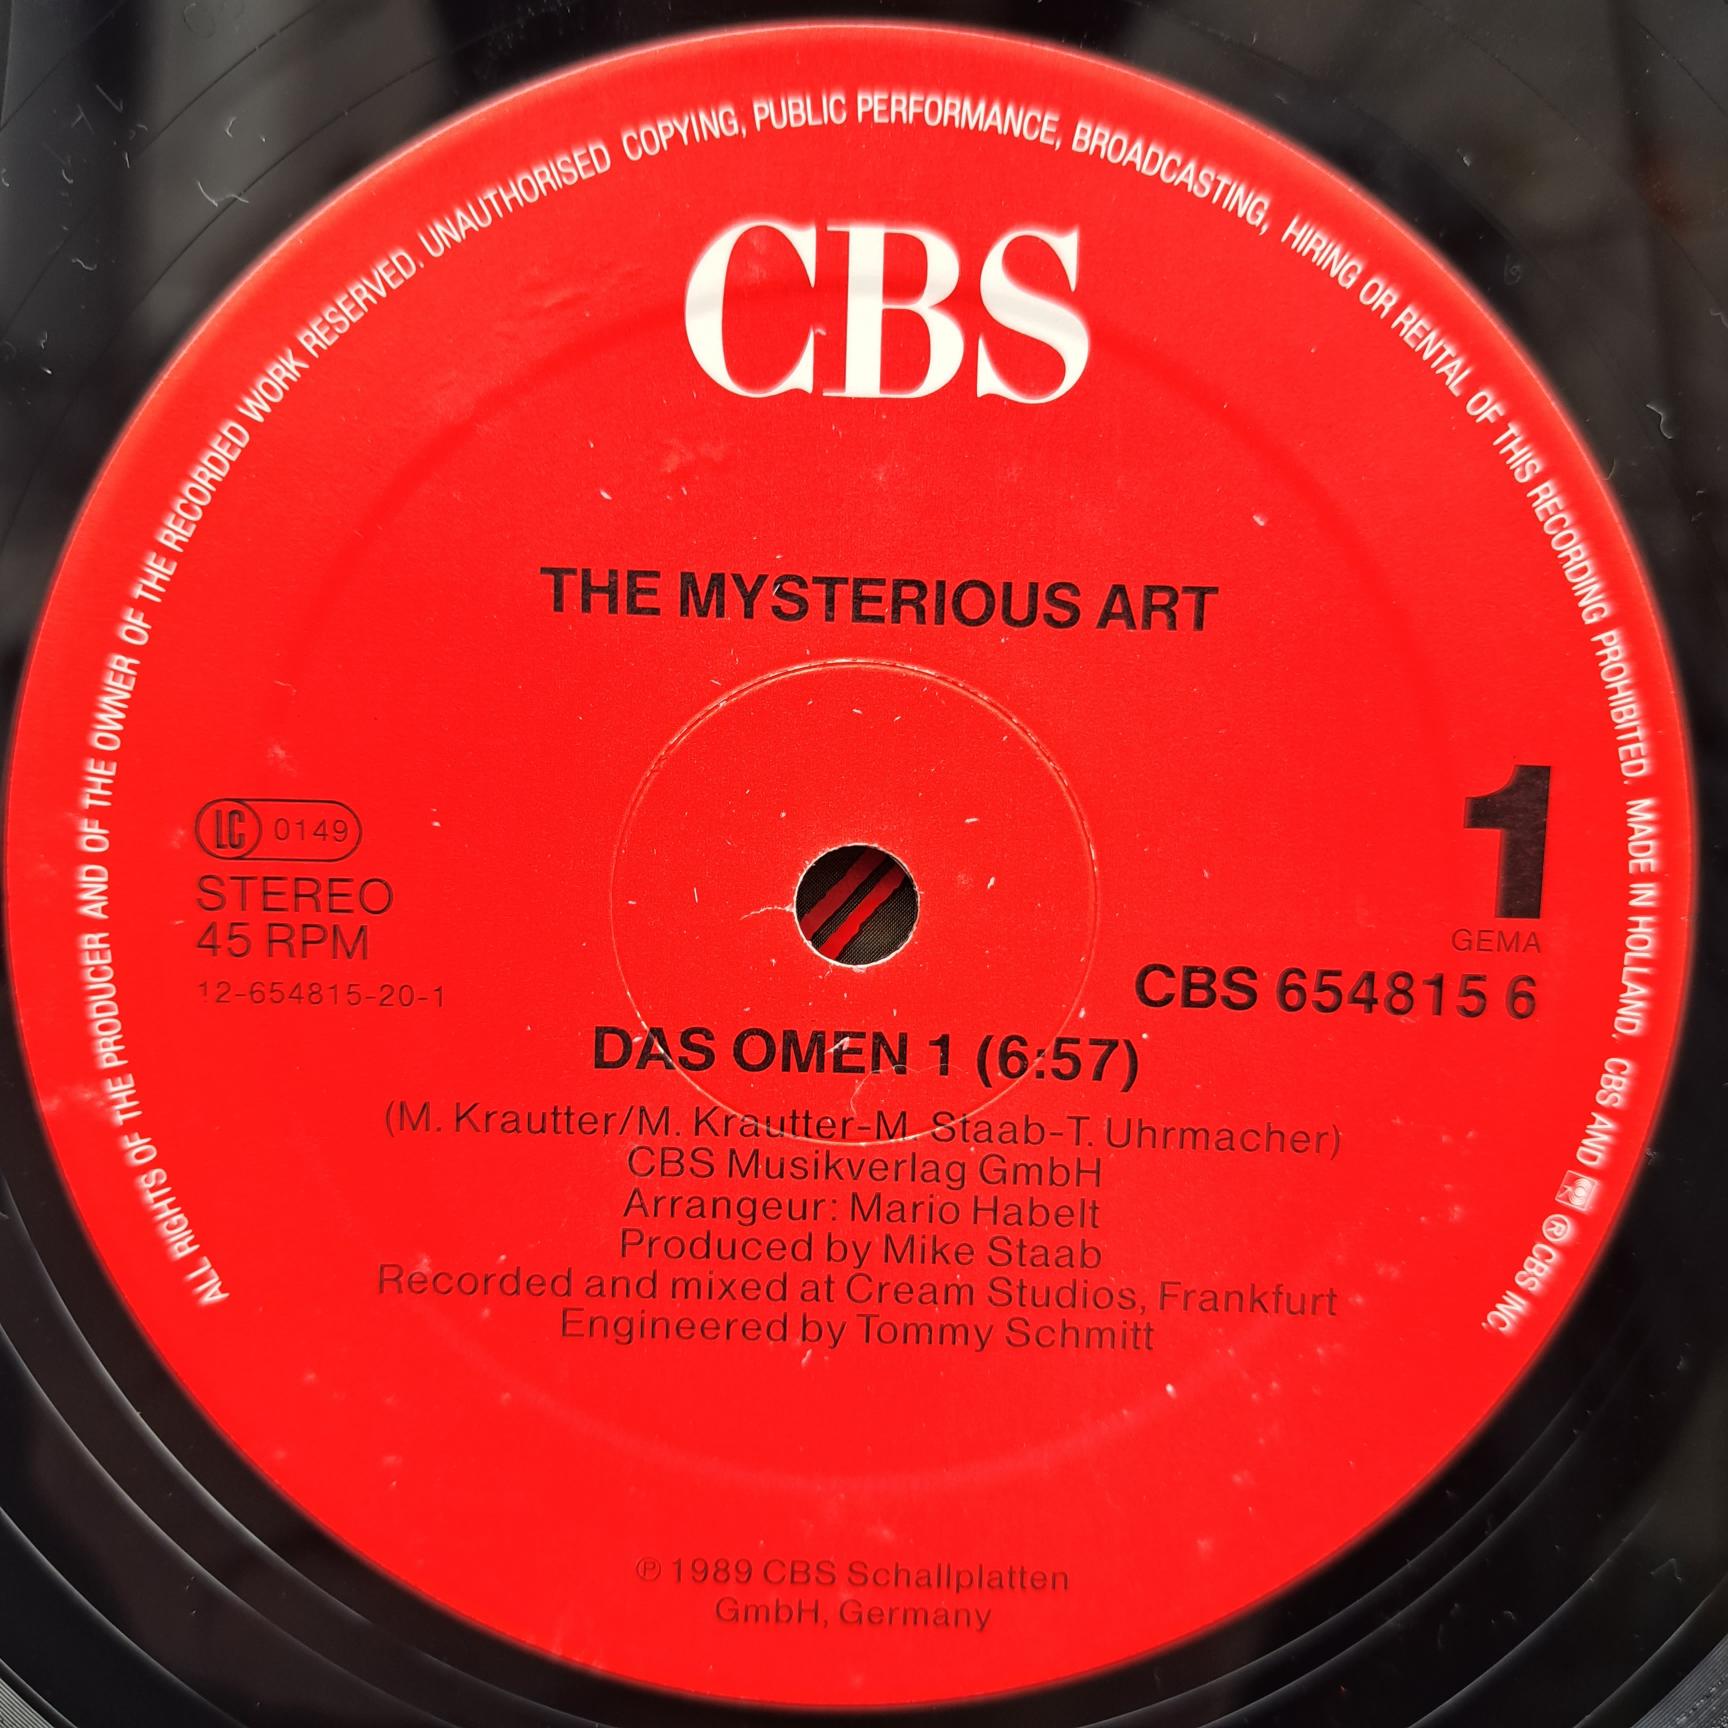 ALL RIGHTS OF THE PRODUCER AND OF THE OWNER OF THE RECORDED WORK RESERVED. UNAUTHORISED COPYING, PUBLIC PERFORMANCE, BROADCASTING, HIRING OR RENTAL OF THIS RECORDING PROHIBITED. MADE IN HOLLAND. CBS AND ® CBS INC.
CBS
THE MYSTERIOUS ART
1
LC 0149
STEREO
45 RPM
12-654815-20-1
GEMA
CBS 654815 6
DAS OMEN 1 (6:57)
(M. Krautter/M. Krautter-M. Staab-T. Uhrmacher)
CBS Musikverlag GmbH
Arrangeur: Mario Habelt
Produced by Mike Staab
Recorded and mixed at Cream Studios, Frankfurt
Engineered by Tommy Schmitt
℗ 1989 CBS Schallplatten
GmbH, Germany